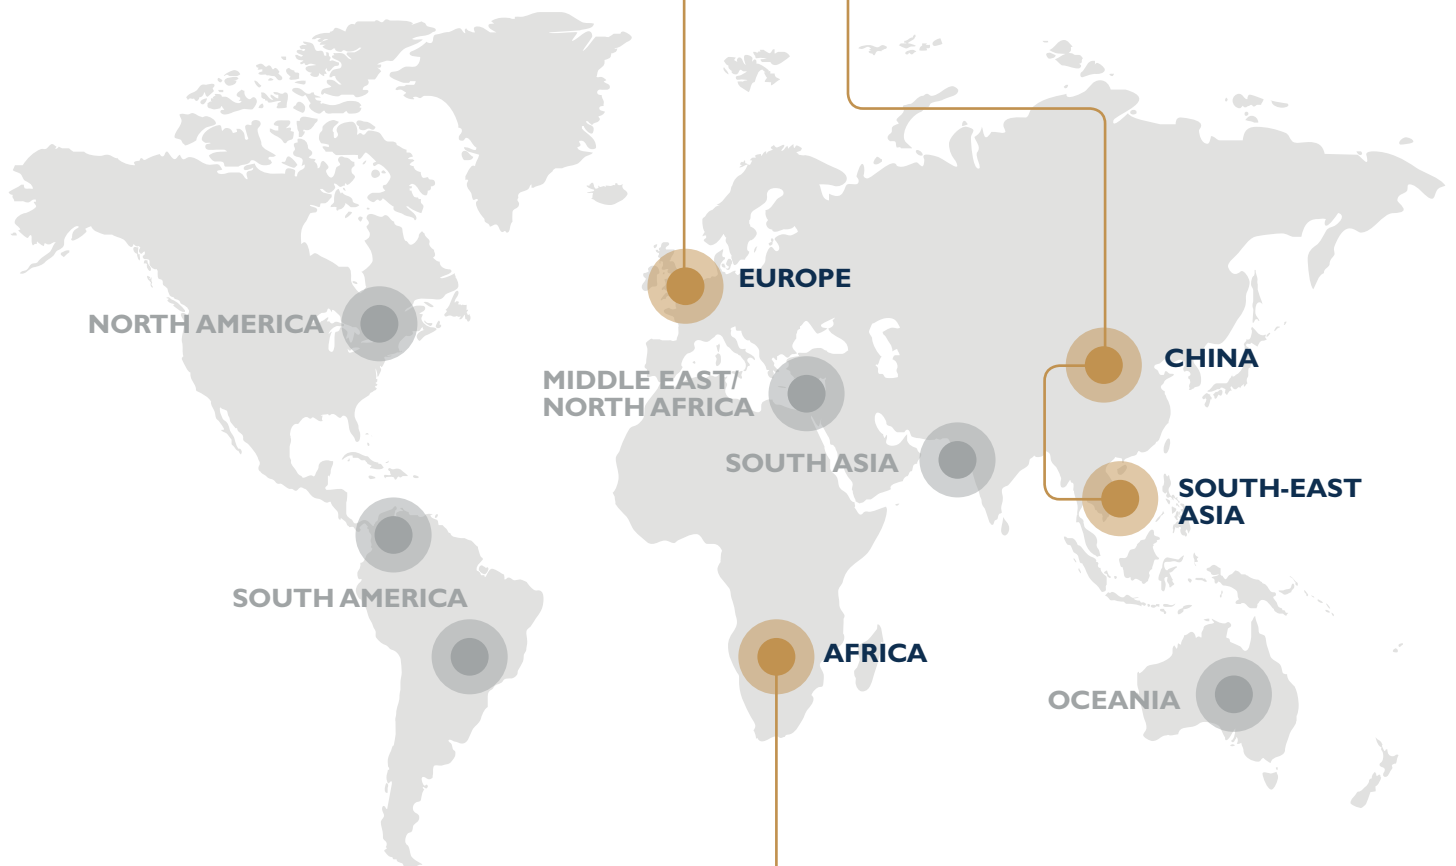 EUROPE
NORTH AMERICA
CHINA
MIDDLE EAST/
NORTH AFRICA
SOUTH ASIA
SOUTH-EAST
ASIA
SOUTH AMERICA
AFRICA
OCEANIA